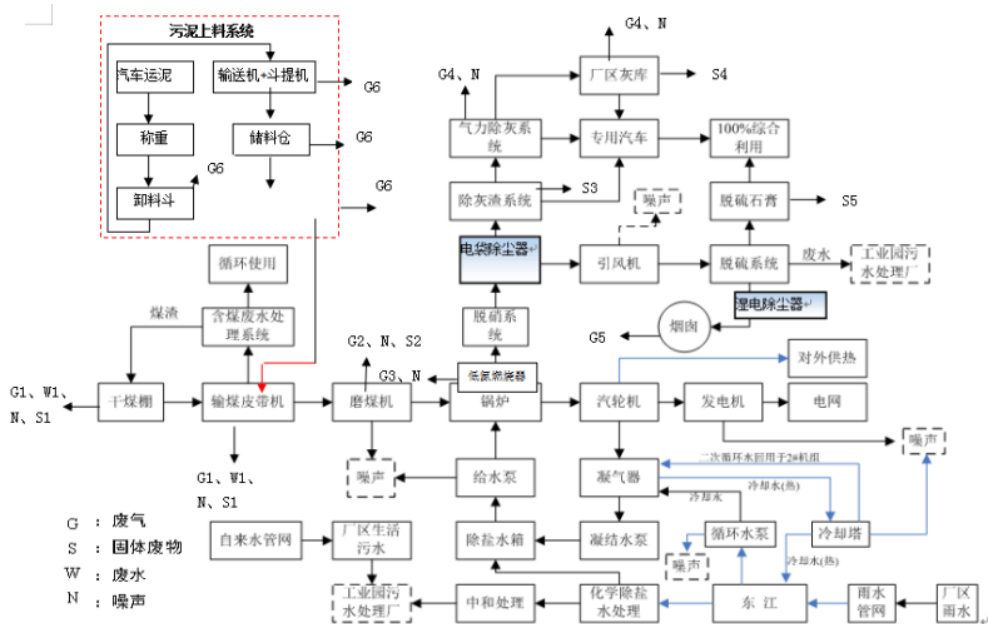 污泥上料系统
汽车运泥
输送机+斗提机
G6
称重
储料仓
G6
G6
卸料斗
G6
G4、N
G4、N
厂区灰库
S4
气力除灰系
统
专用汽车
100%综合
利用
除灰渣系统
S3
噪声
脱硫石膏
S5
电袋除尘器
引风机
脱硫系统
废水
工业园污
水处理厂
循环使用
湿电除尘器
煤渣
含煤废水处
理系统
脱硝系
统
烟囱
G5
G2、N、S2
G3、N
低氮燃烧器
对外供热
G1、W1、
N、S1
干煤棚
输煤皮带机
磨煤机
锅炉
汽轮机
发电机
电网
噪声
G1、W1、
N、S1
噪声
给水泵
凝气器
二次循环水回用于2#机组
冷却水(热)
冷却水
G ：废气
S ：固体废物
W ：废水
N ：噪声
自来水管网
厂区生活
污水
除盐水箱
凝结水泵
循环水泵
冷却塔
噪声
冷却水(热)
工业园污
水处理厂
中和处理
化学除盐
水处理
东江
雨水
管网
厂区
雨水